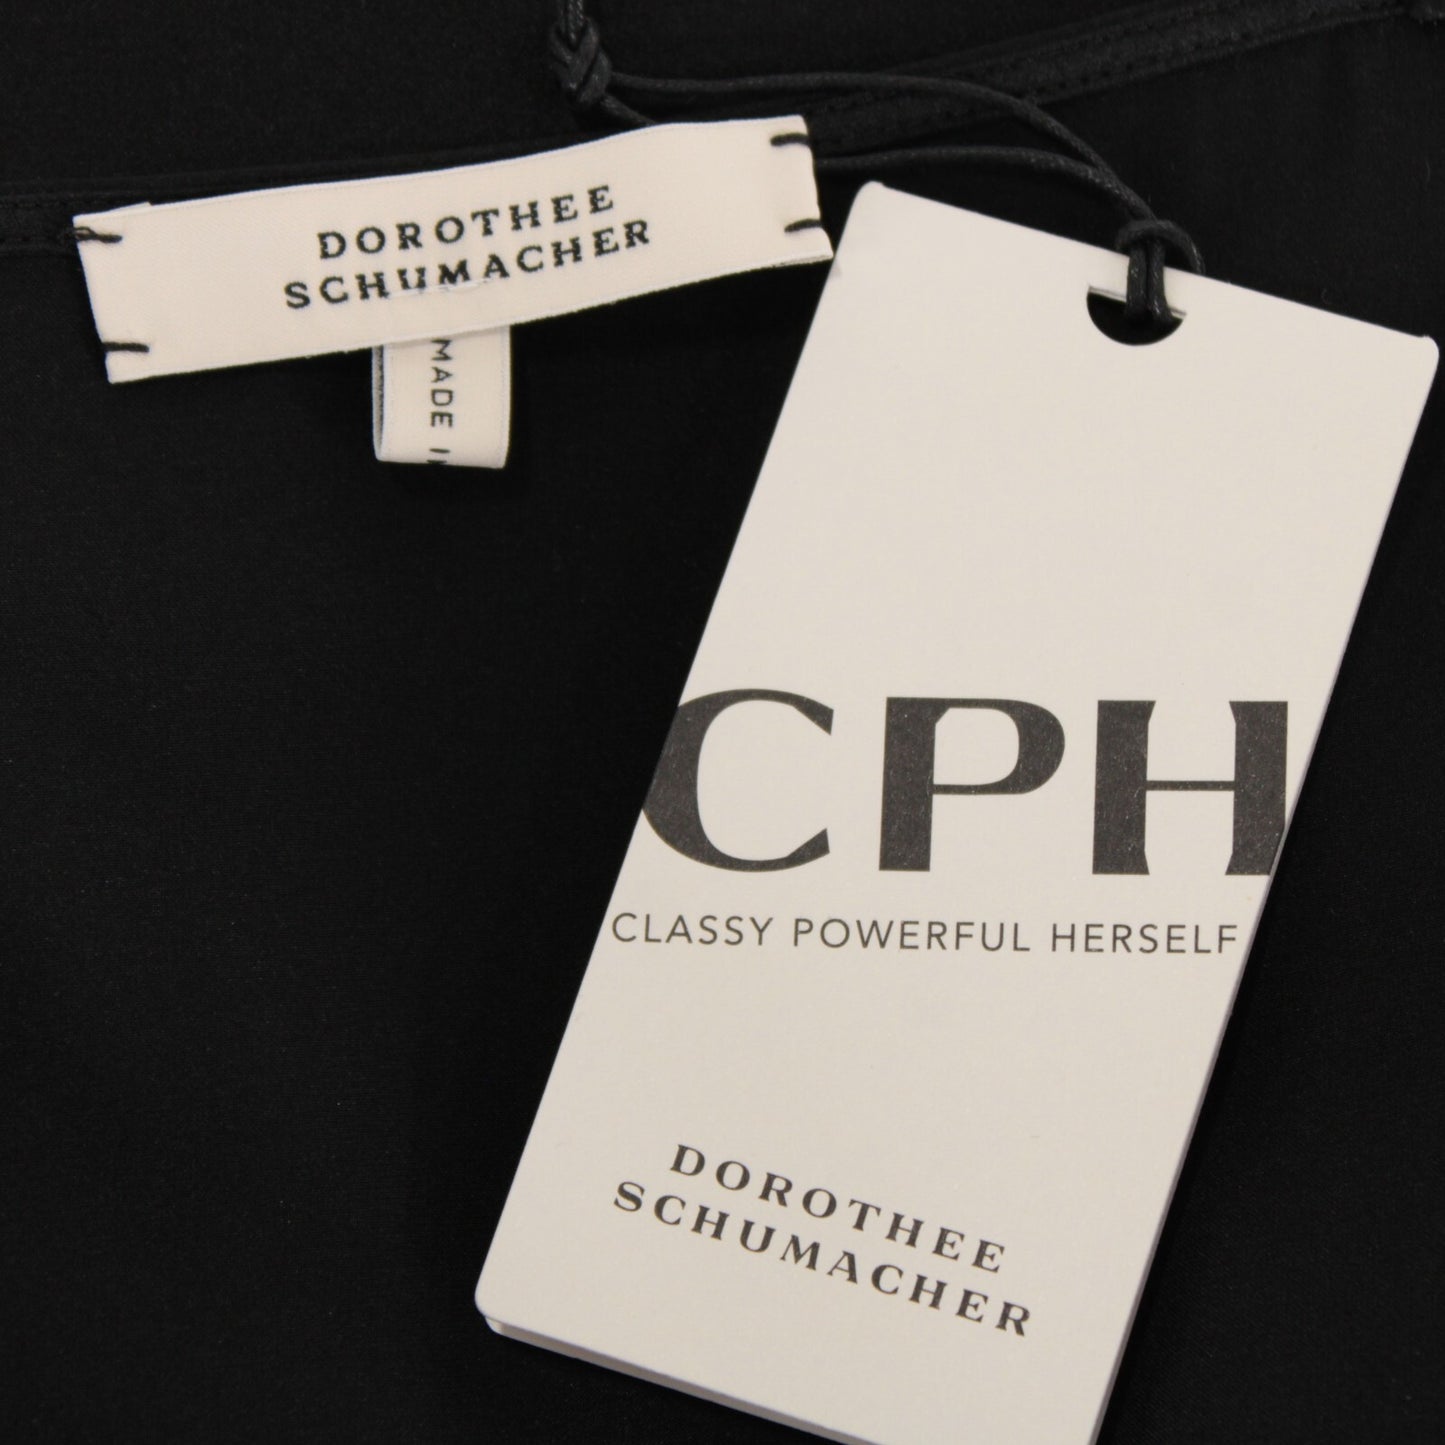 DOROTHEE
SCHUMACHER
MADE
CPH
CLASSY POWERFUL HERSELF
DOROTHEE
SCHUMACHER